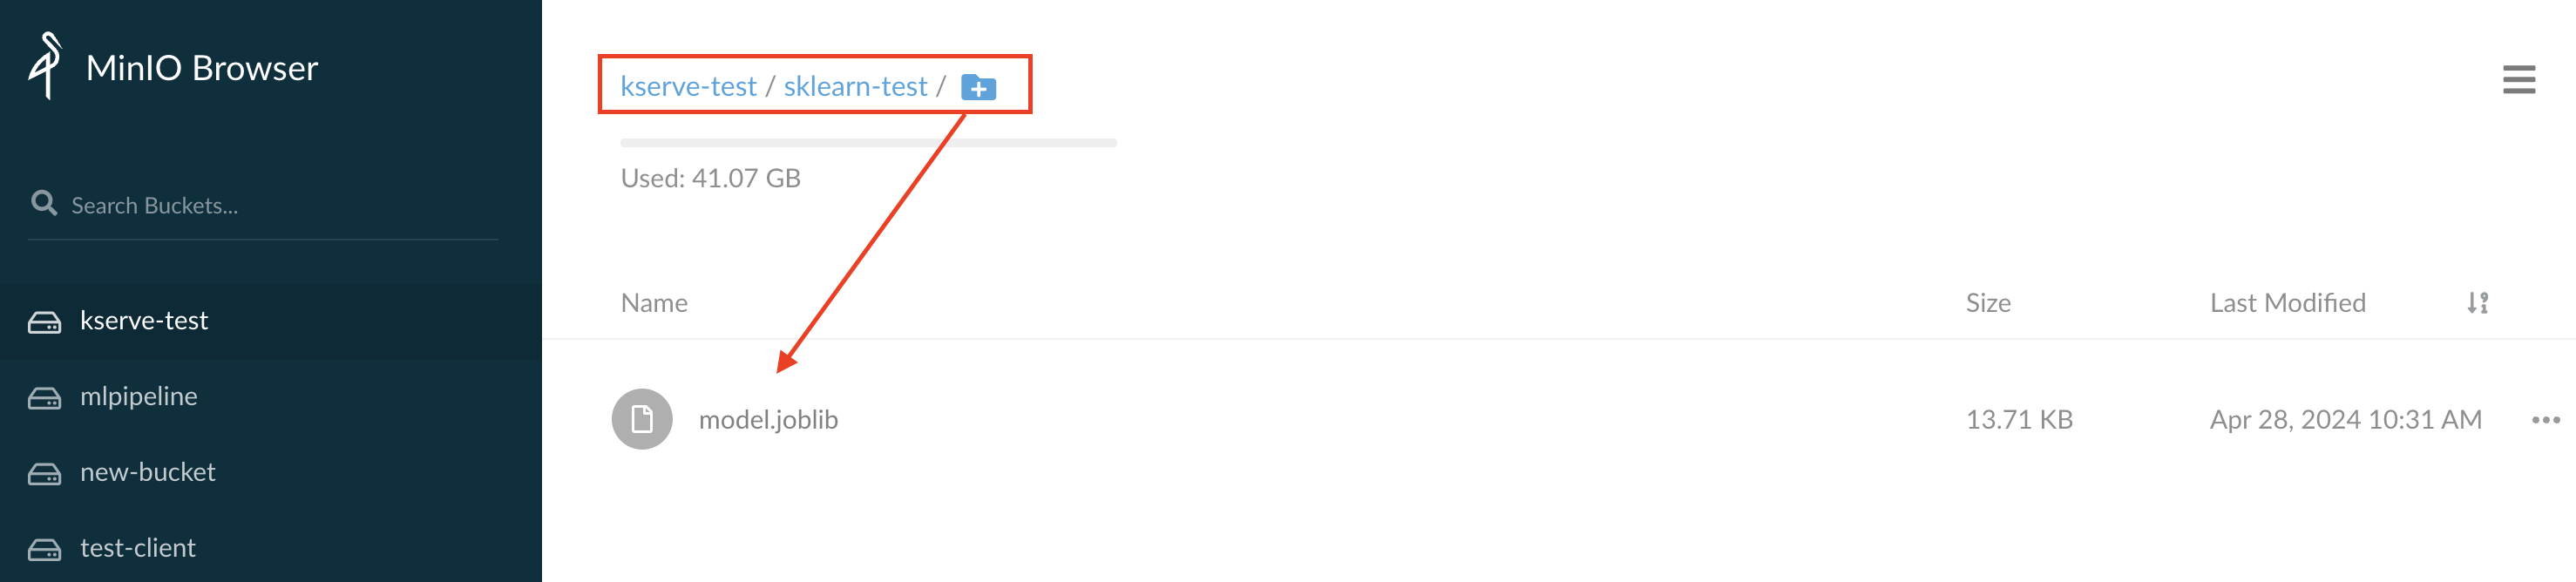 MinIO Browser
Search Buckets...
kserve-test
mlpipeline
new-bucket
test-client
kserve-test / sklearn-test /
Used: 41.07 GB
Name Size Last Modified
model.joblib 13.71 KB Apr 28, 2024 10:31 AM